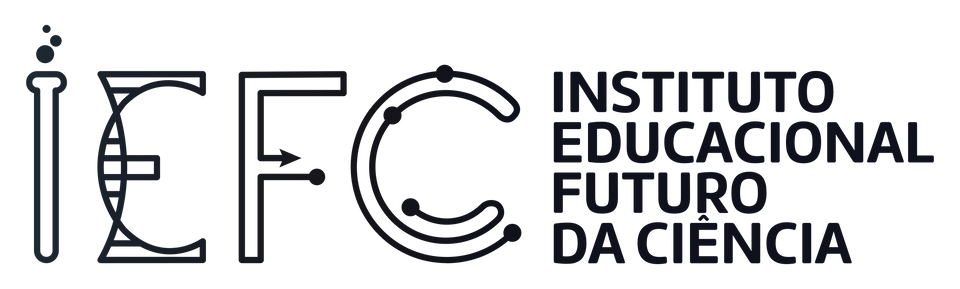 IEFC
INSTITUTO
EDUCACIONAL
FUTURO
DA CIÊNCIA